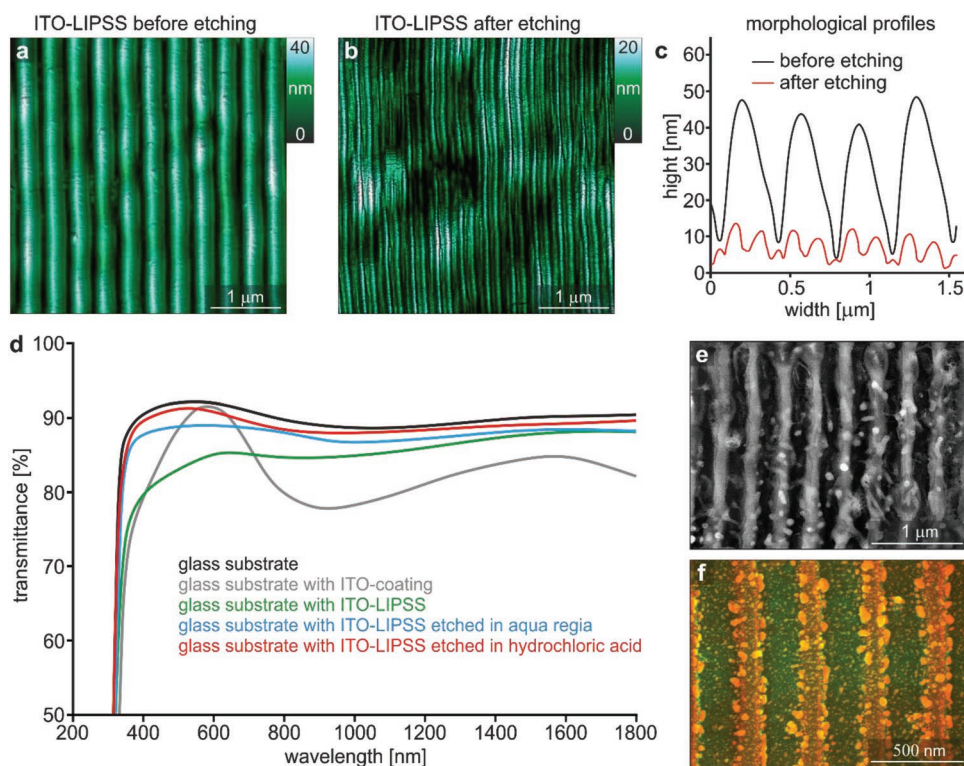 ITO-LIPSS before etching
a
40
nm
0
1 µm
ITO-LIPSS after etching
b
20
nm
0
1 µm
morphological profiles
c
before etching
after etching
60
50
40
30
20
10
0
hight [nm]
0
0.5
1
1.5
width [µm]
d
100
90
80
70
60
50
transmittance [%]
glass substrate
glass substrate with ITO-coating
glass substrate with ITO-LIPSS
glass substrate with ITO-LIPSS etched in aqua regia
glass substrate with ITO-LIPSS etched in hydrochloric acid
200
400
600
800
1000
1200
1400
1600
1800
wavelength [nm]
e
1 µm
f
500 nm